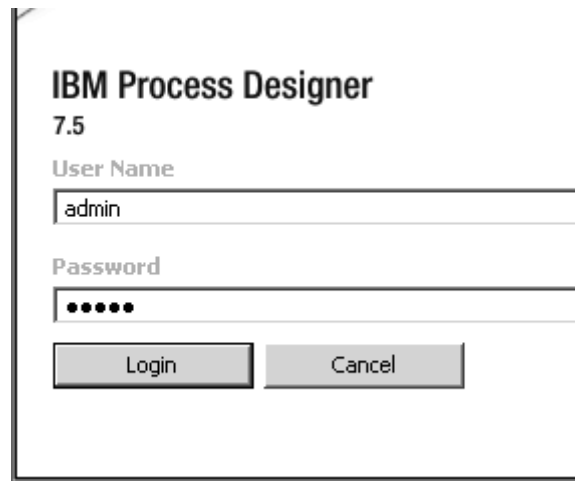 IBM Process Designer
7.5
User Name
admin
Password
●●●●●
Login Cancel